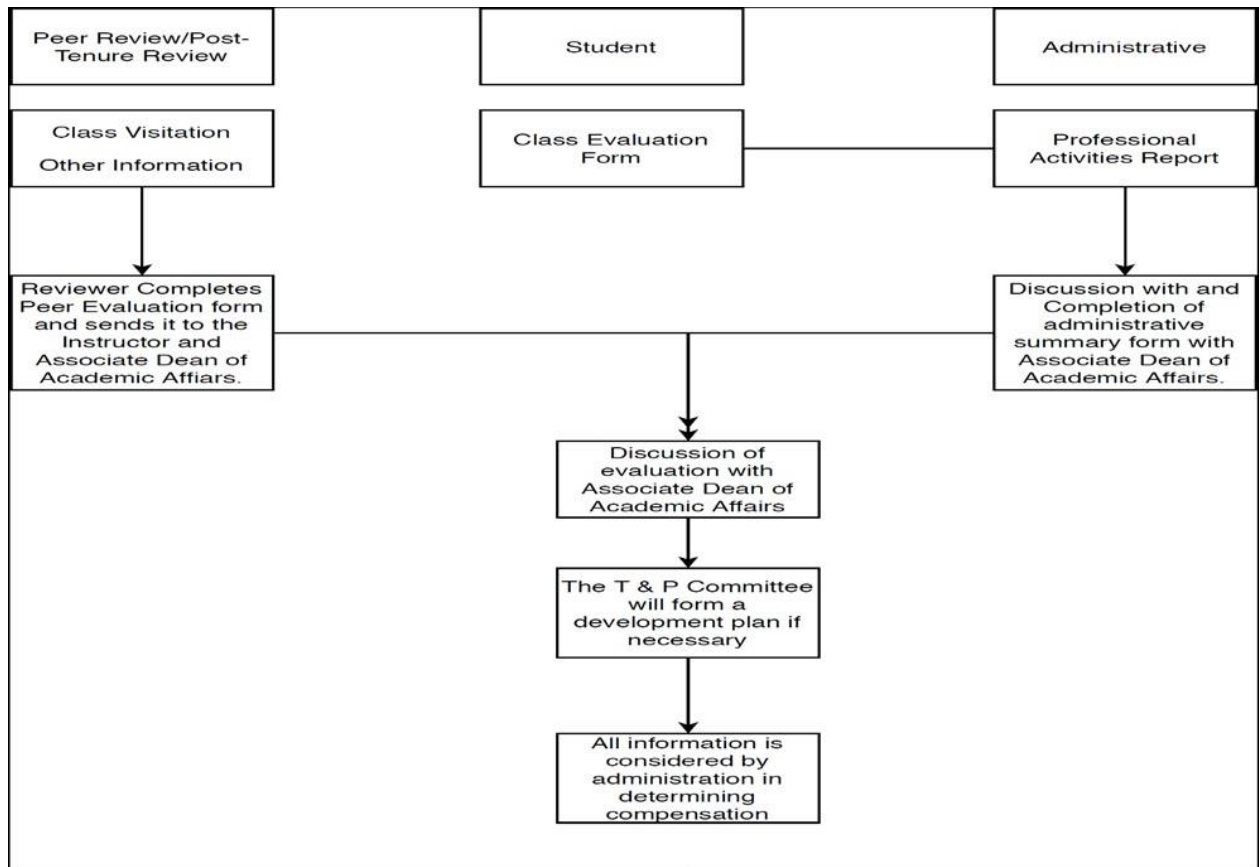 Peer Review/Post-
Tenure Review
Student
Administrative
Class Visitation
Other Information
Class Evaluation
Form
Professional
Activities Report
Reviewer Completes
Peer Evaluation form
and sends it to the
Instructor and
Associate Dean of
Academic Affiars.
Discussion with and
Completion of
administrative
summary form with
Associate Dean of
Academic Affairs.
Discussion of
evaluation with
Associate Dean of
Academic Affairs
The T & P Committee
will form a
development plan if
necessary
All information is
considered by
administration in
determining
compensation